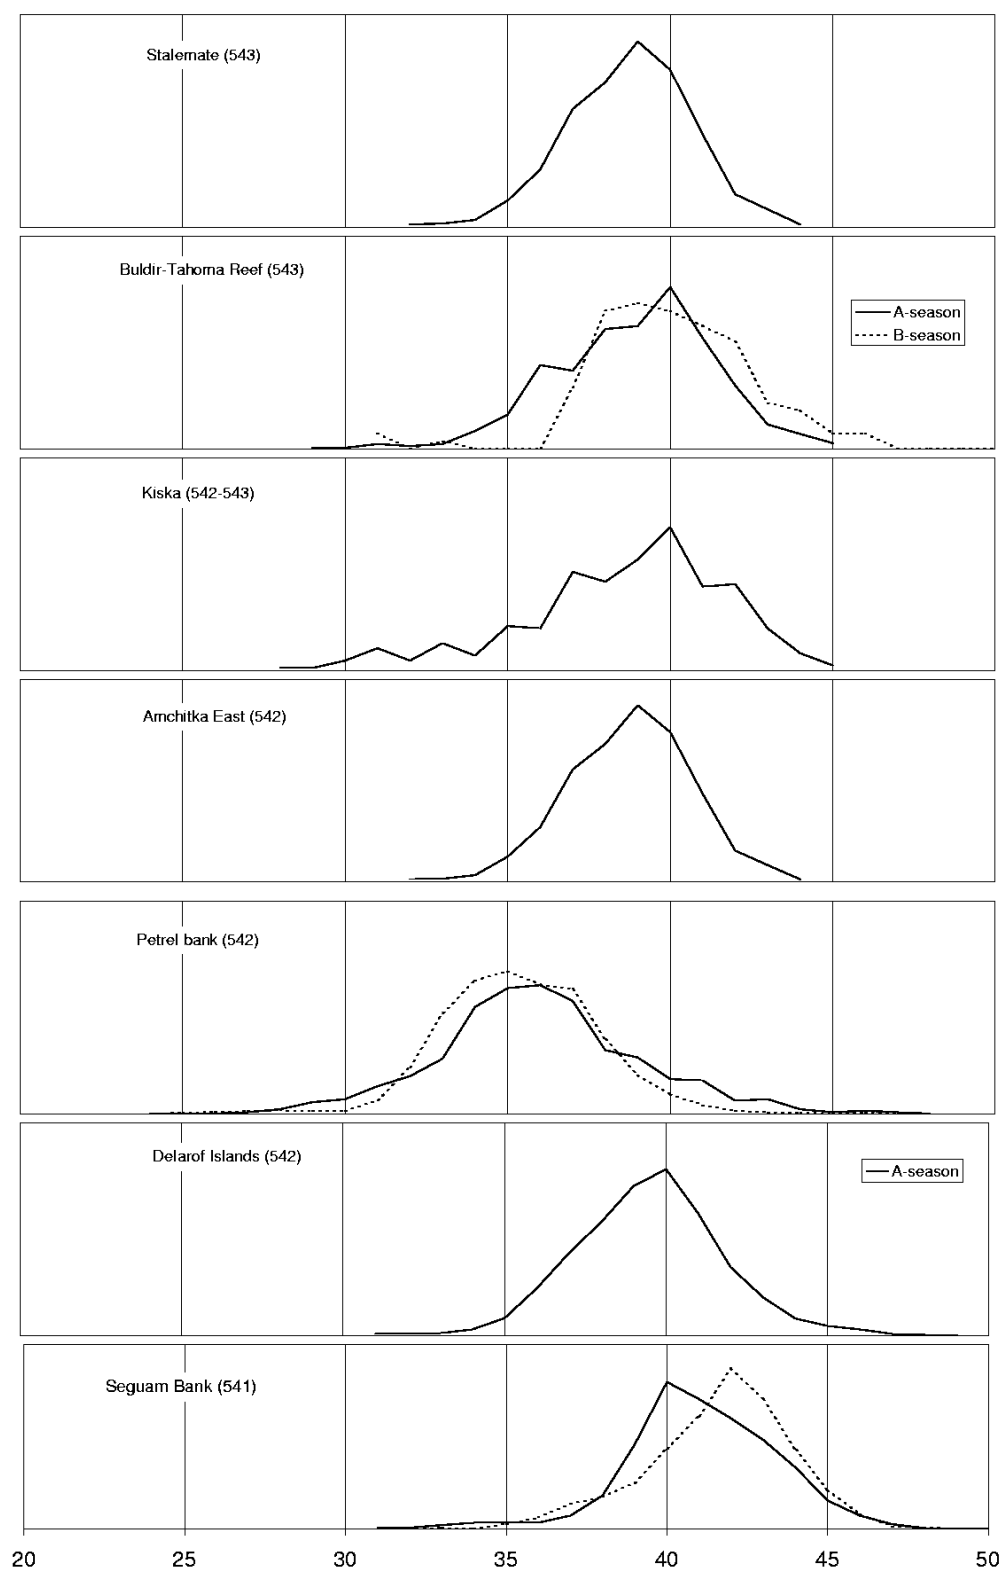 Stalemate (543)
Buldir-Tahoma Reef (543)
A-season
B-season
Kiska (542-543)
Amchitka East (542)
Petrel bank (542)
Delarof Islands (542)
A-season
Seguam Bank (541)
20 25 30 35 40 45 50